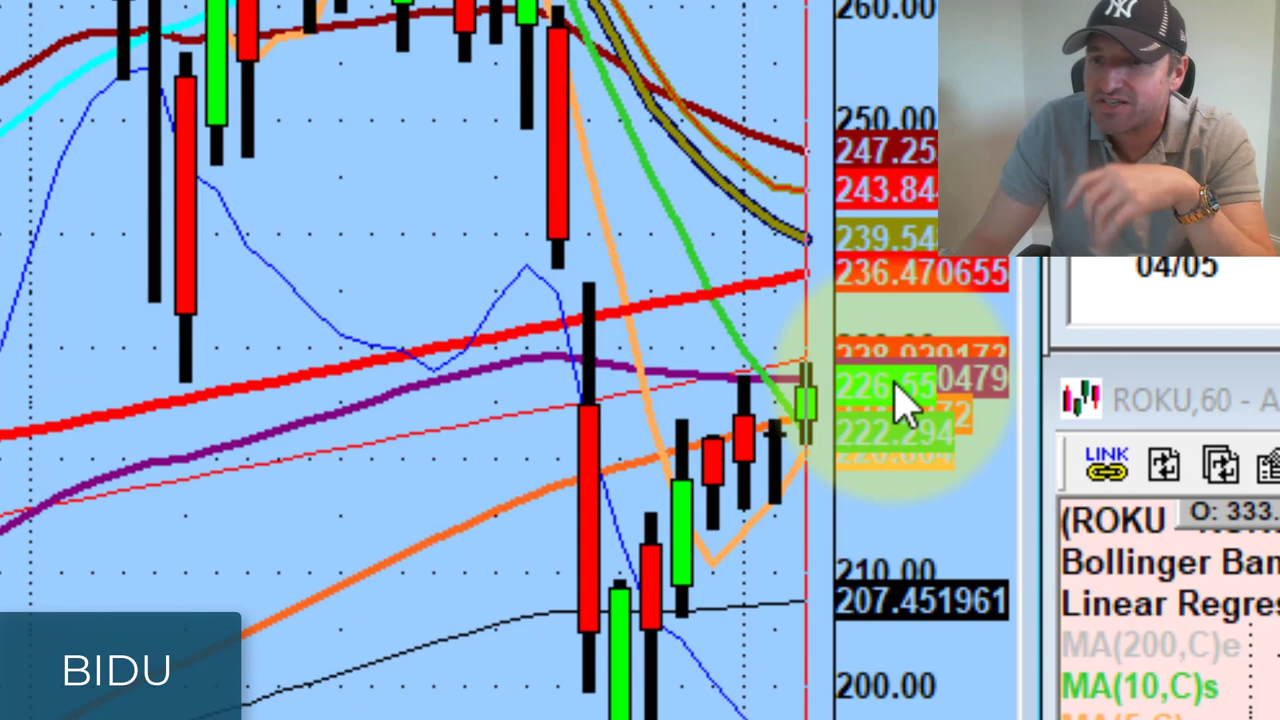 260.00
250.00
247.25
243.84
239.54
236.470655
226.55
0479
222.294
210.00
207.451961
200.00
BIDU
NY
04/05
ROKU,60 - A
LINK
O: 333.
(ROKU
Bollinger Ban
Linear Regres
MA(200,C)e
MA(10,C)s